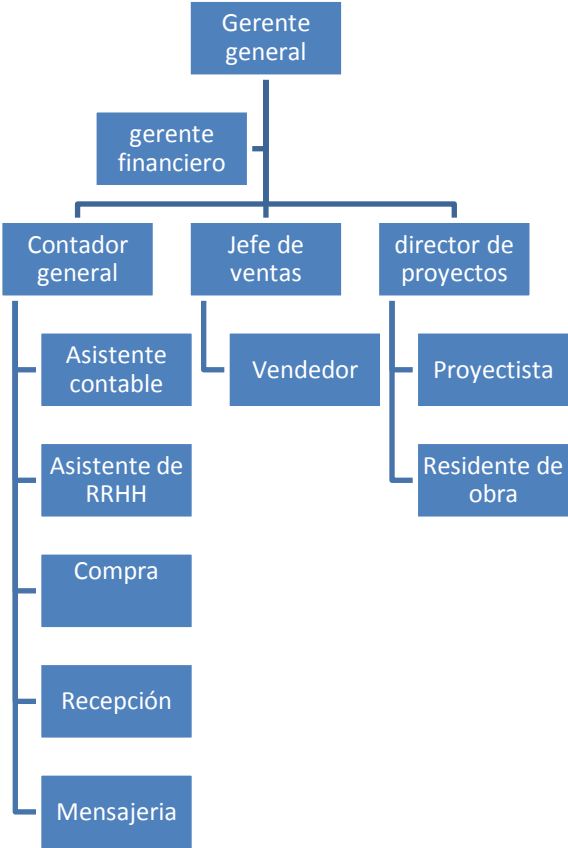 Gerente
general
gerente
financiero
Contador
general
Jefe de
ventas
director de
proyectos
Asistente
contable
Vendedor
Proyectista
Asistente de
RRHH
Residente de
obra
Compra
Recepción
Mensajeria